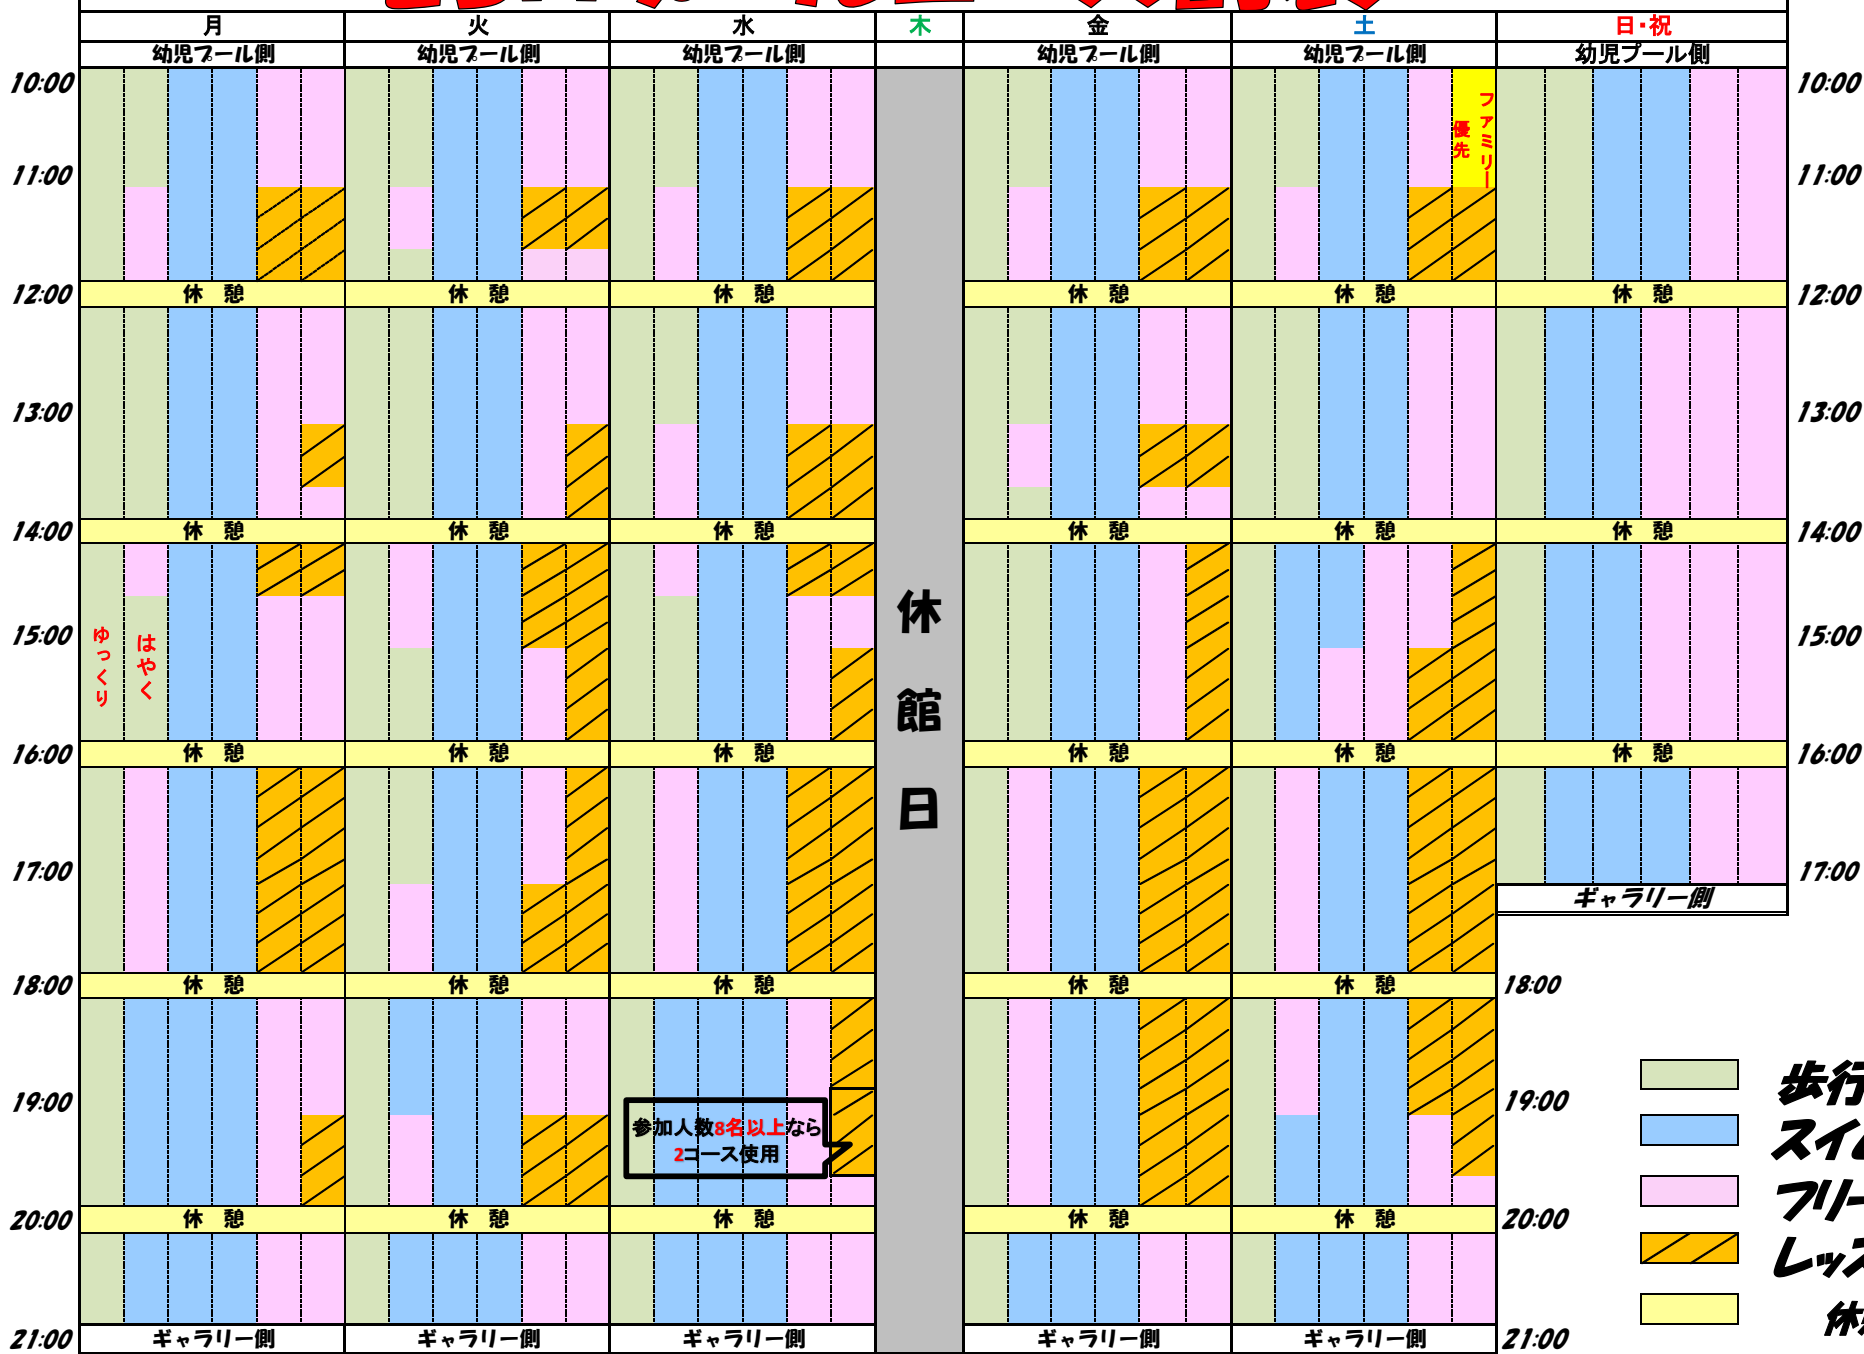 月 火 水 木 金 土 日・祝
幼児プール側 幼児プール側 幼児プール側 幼児プール側 幼児プール側 幼児プール側
10:00 10:00
ファミリー
優先
11:00 11:00
12:00 休憩 休憩 休憩 休憩 休憩 休憩 12:00
13:00 13:00
14:00 休憩 休憩 休憩 休憩 休憩 休憩 14:00
休館日
15:00 15:00
ゆっくり
はやく
16:00 休憩 休憩 休憩 休憩 休憩 休憩 16:00
17:00 17:00
ギャラリー側
18:00 休憩 休憩 休憩 休憩 休憩 18:00
19:00 19:00
参加人数8名以上なら
2コース使用
20:00 休憩 休憩 休憩 休憩 休憩 20:00
21:00 ギャラリー側 ギャラリー側 ギャラリー側 ギャラリー側 ギャラリー側 21:00
歩行
スイ
フリー
レッス
休